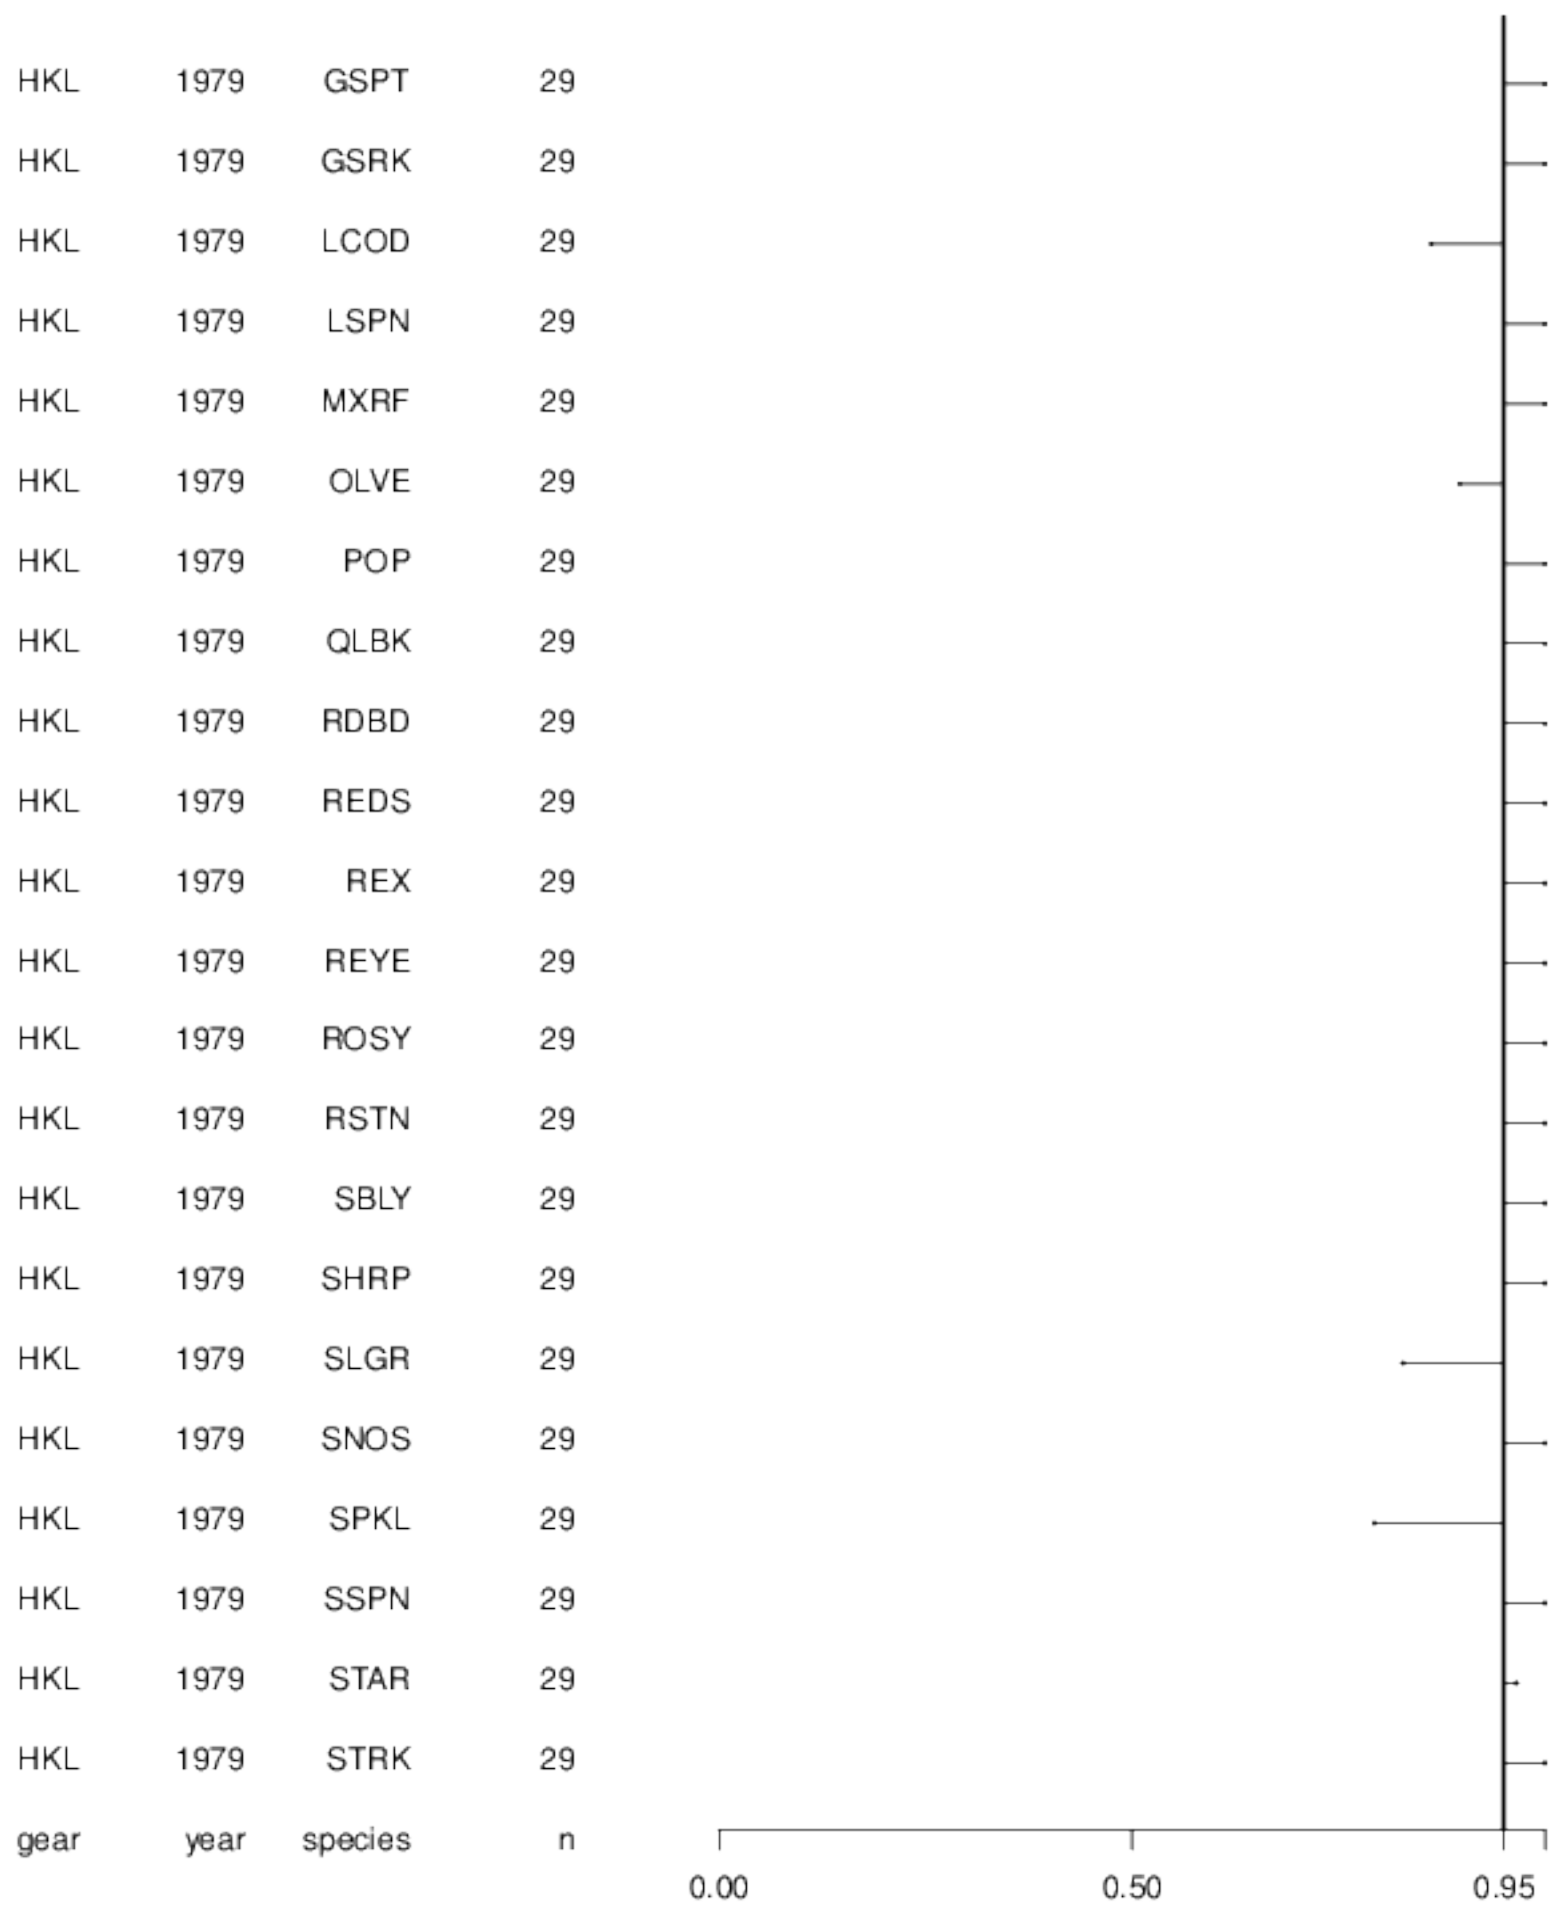 HKL 1979 GSPT 29
HKL 1979 GSRK 29
HKL 1979 LCOD 29
HKL 1979 LSPN 29
HKL 1979 MXRF 29
HKL 1979 OLVE 29
HKL 1979 POP 29
HKL 1979 QLBK 29
HKL 1979 RDBD 29
HKL 1979 REDS 29
HKL 1979 REX 29
HKL 1979 REYE 29
HKL 1979 ROSY 29
HKL 1979 RSTN 29
HKL 1979 SBLY 29
HKL 1979 SHRP 29
HKL 1979 SLGR 29
HKL 1979 SNOS 29
HKL 1979 SPKL 29
HKL 1979 SSPN 29
HKL 1979 STAR 29
HKL 1979 STRK 29
gear year species n
0.00 0.50 0.95